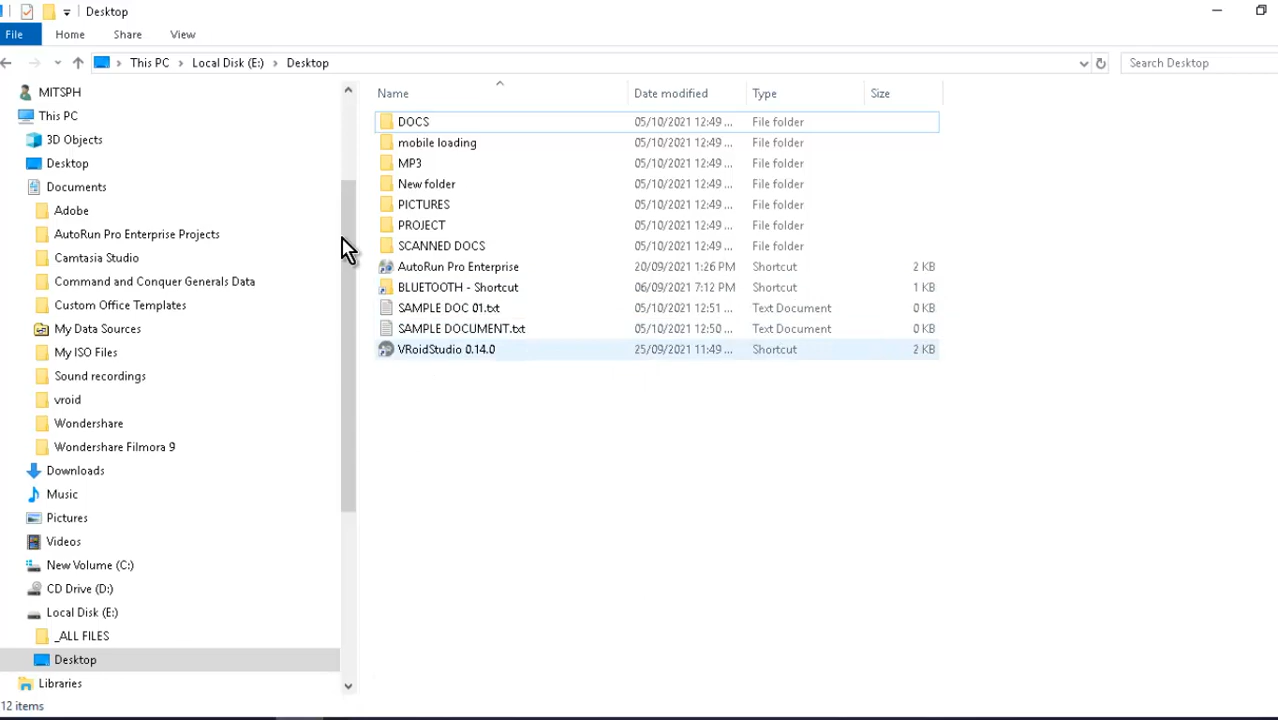 Desktop
File Home Share View
This PC Local Disk (E:) Desktop Search Desktop
MITSPH
This PC
3D Objects
Desktop
Documents
Adobe
AutoRun Pro Enterprise Projects
Camtasia Studio
Command and Conquer Generals Data
Custom Office Templates
My Data Sources
My ISO Files
Sound recordings
vroid
Wondershare
Wondershare Filmora 9
Downloads
Music
Pictures
Videos
New Volume (C:)
CD Drive (D:)
Local Disk (E:)
_ALL FILES
Desktop
Libraries
Name Date modified Type Size
DOCS 05/10/2021 12:49 ... File folder
mobile loading 05/10/2021 12:49 ... File folder
MP3 05/10/2021 12:49 ... File folder
New folder 05/10/2021 12:49 ... File folder
PICTURES 05/10/2021 12:49 ... File folder
PROJECT 05/10/2021 12:49 ... File folder
SCANNED DOCS 05/10/2021 12:49 ... File folder
AutoRun Pro Enterprise 20/09/2021 1:26 PM Shortcut 2 KB
BLUETOOTH - Shortcut 06/09/2021 7:12 PM Shortcut 1 KB
SAMPLE DOC 01.txt 05/10/2021 12:51 ... Text Document 0 KB
SAMPLE DOCUMENT.txt 05/10/2021 12:50 ... Text Document 0 KB
VRoidStudio 0.14.0 25/09/2021 11:49 ... Shortcut 2 KB
12 items